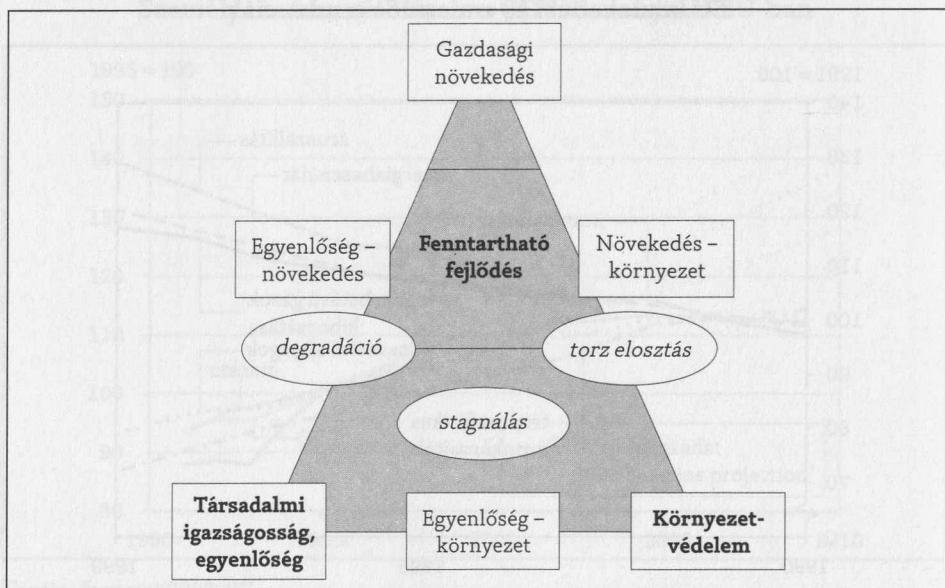 Gazdasági
növekedés
Egyenlőség –
növekedés
Fenntartható
fejlődés
Növekedés –
környezet
degradáció
torz elosztás
stagnálás
Társadalmi
igazságosság,
egyenlőség
Egyenlőség –
környezet
Környezet-
védelem